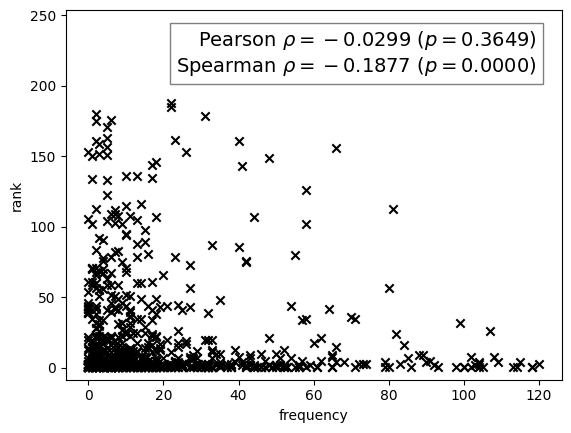 250
Pearson ρ = −0.0299 (p = 0.3649)
Spearman ρ = −0.1877 (p = 0.0000)
200
150
rank
100
50
0
0 20 40 60 80 100 120
frequency